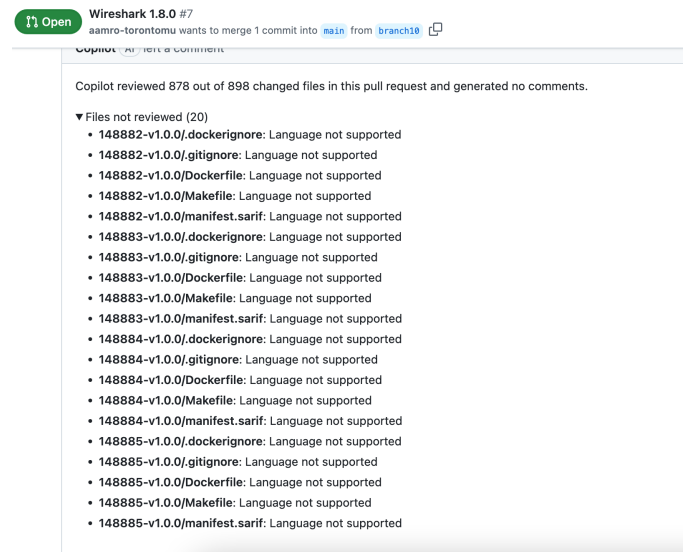 Open
Wireshark 1.8.0 #7
aamro-torontomu wants to merge 1 commit into main from branch10
Copilot AI left a comment
Copilot reviewed 878 out of 898 changed files in this pull request and generated no comments.
▼ Files not reviewed (20)
• 148882-v1.0.0/.dockerignore: Language not supported
• 148882-v1.0.0/.gitignore: Language not supported
• 148882-v1.0.0/Dockerfile: Language not supported
• 148882-v1.0.0/Makefile: Language not supported
• 148882-v1.0.0/manifest.sarif: Language not supported
• 148883-v1.0.0/.dockerignore: Language not supported
• 148883-v1.0.0/.gitignore: Language not supported
• 148883-v1.0.0/Dockerfile: Language not supported
• 148883-v1.0.0/Makefile: Language not supported
• 148883-v1.0.0/manifest.sarif: Language not supported
• 148884-v1.0.0/.dockerignore: Language not supported
• 148884-v1.0.0/.gitignore: Language not supported
• 148884-v1.0.0/Dockerfile: Language not supported
• 148884-v1.0.0/Makefile: Language not supported
• 148884-v1.0.0/manifest.sarif: Language not supported
• 148885-v1.0.0/.dockerignore: Language not supported
• 148885-v1.0.0/.gitignore: Language not supported
• 148885-v1.0.0/Dockerfile: Language not supported
• 148885-v1.0.0/Makefile: Language not supported
• 148885-v1.0.0/manifest.sarif: Language not supported